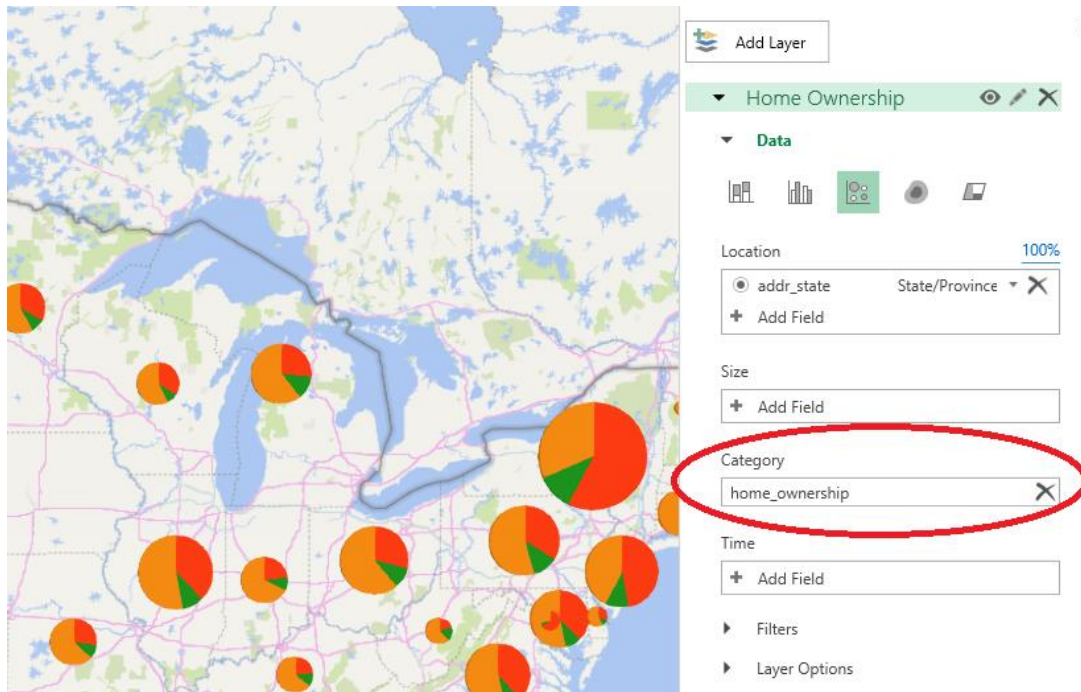 Add Layer
Home Ownership
Data
Location 100%
addr_state State/Province
Add Field
Size
Add Field
Category
home_ownership
Time
Add Field
Filters
Layer Options